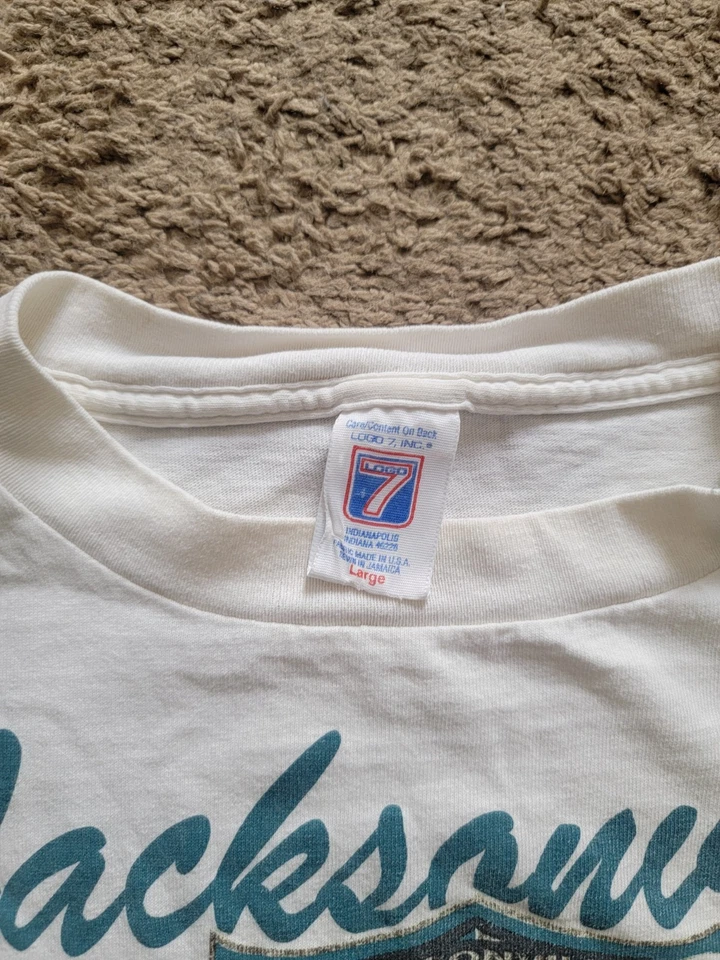 Care/Content On Back
LOGO 7, INC.®
LOGO
7
INDIANAPOLIS
INDIANA 46226
MADE IN U.S.A.
IN JAMAICA
Large
Jacksonv